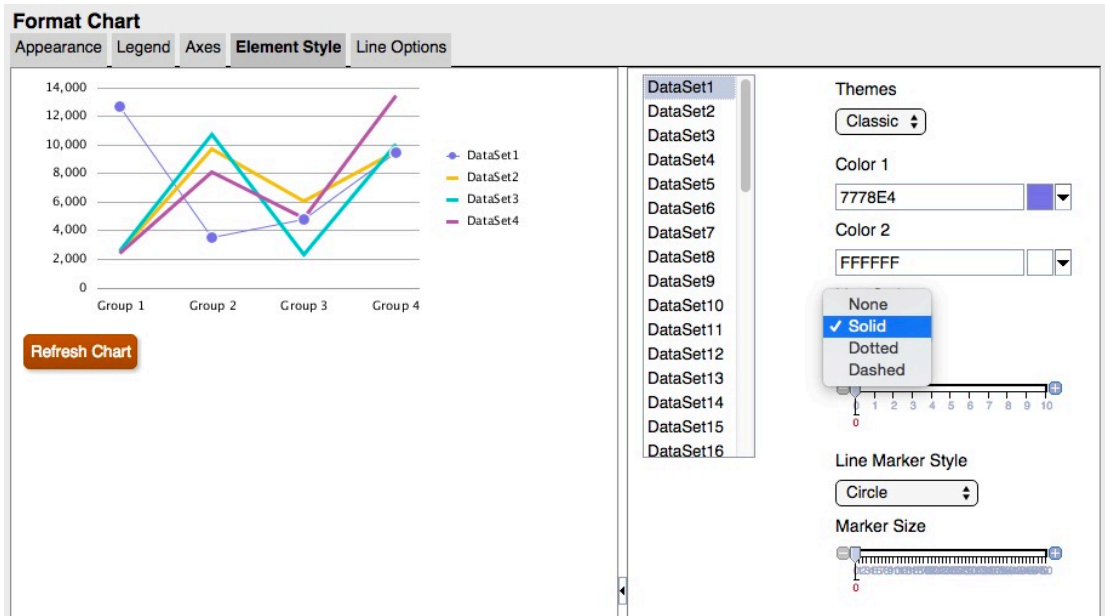 Format Chart
Appearance Legend Axes Element Style Line Options
14,000
12,000
10,000
8,000
6,000
4,000
2,000
0
Group 1 Group 2 Group 3 Group 4
DataSet1
DataSet2
DataSet3
DataSet4
Refresh Chart
DataSet1
DataSet2
DataSet3
DataSet4
DataSet5
DataSet6
DataSet7
DataSet8
DataSet9
DataSet10
DataSet11
DataSet12
DataSet13
DataSet14
DataSet15
DataSet16
Themes
Classic
Color 1
7778E4
Color 2
FFFFFF
None
✓ Solid
Dotted
Dashed
0 1 2 3 4 5 6 7 8 9 10
0
Line Marker Style
Circle
Marker Size
0